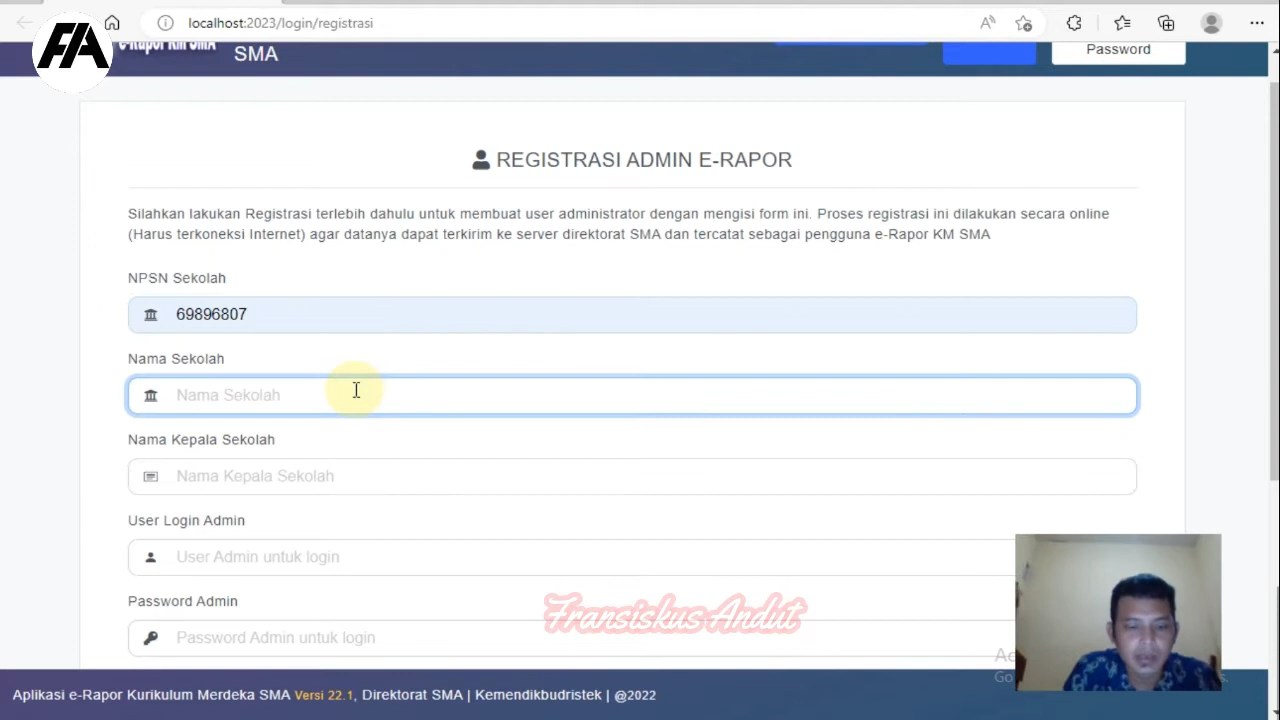 localhost:2023/login/registrasi
FA
e-Rapor KM SMA
SMA
Password
REGISTRASI ADMIN E-RAPOR
Silahkan lakukan Registrasi terlebih dahulu untuk membuat user administrator dengan mengisi form ini. Proses registrasi ini dilakukan secara online
(Harus terkoneksi Internet) agar datanya dapat terkirim ke server direktorat SMA dan tercatat sebagai pengguna e-Rapor KM SMA
NPSN Sekolah
69896807
Nama Sekolah
Nama Sekolah
Nama Kepala Sekolah
Nama Kepala Sekolah
User Login Admin
User Admin untuk login
Password Admin
Password Admin untuk login
Fransiskus Andut
Aplikasi e-Rapor Kurikulum Merdeka SMA Versi 22.1, Direktorat SMA | Kemendikbudristek | @2022